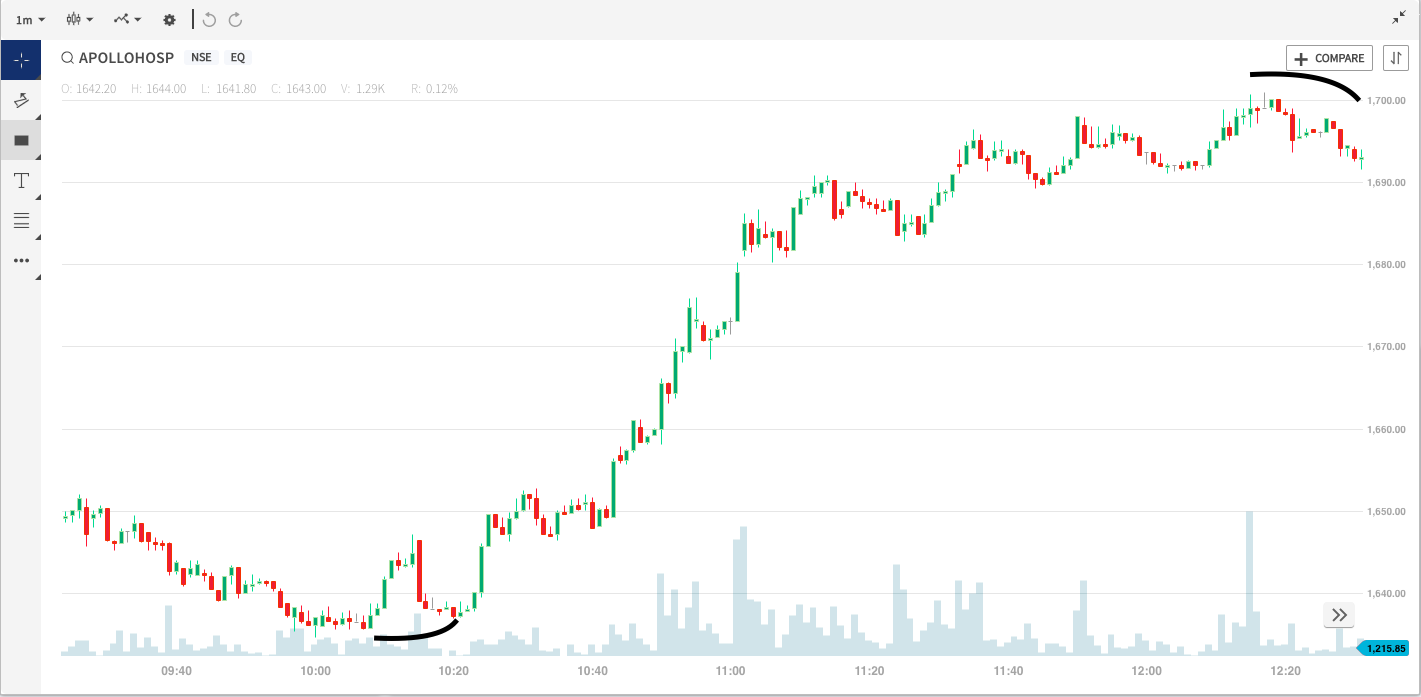 1m
APOLLOHOSP NSE EQ
COMPARE
O: 1642.20 H: 1644.00 L: 1641.80 C: 1643.00 V: 1.29K R: 0.12%
1,700.00
1,690.00
1,680.00
1,670.00
1,660.00
1,650.00
1,640.00
1,215.85
T
09:40 10:00 10:20 10:40 11:00 11:20 11:40 12:00 12:20